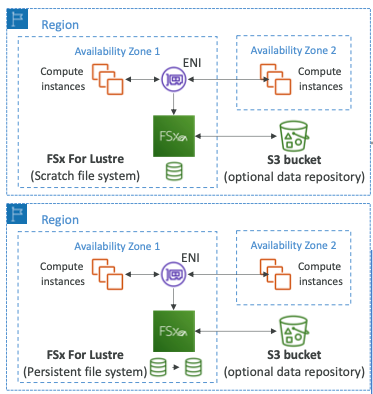 Region
Availability Zone 1
Availability Zone 2
ENI
Compute
instances
Compute
instances
FSx
FSx For Lustre
(Scratch file system)
S3 bucket
(optional data repository)
Region
Availability Zone 1
Availability Zone 2
ENI
Compute
instances
Compute
instances
FSx
FSx For Lustre
(Persistent file system)
S3 bucket
(optional data repository)